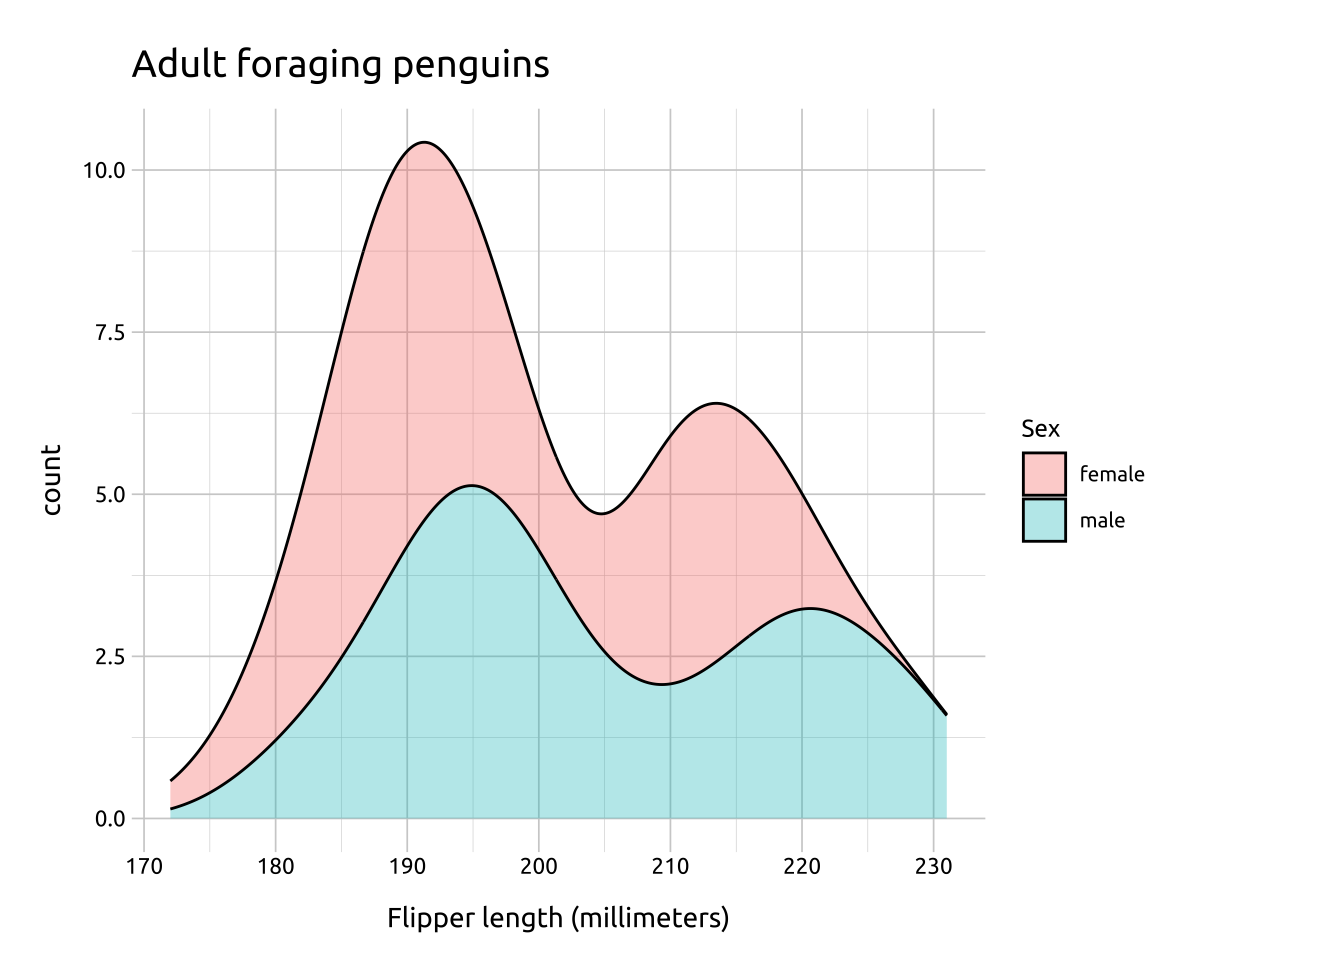 Adult foraging penguins
10.0
7.5
5.0
2.5
0.0
count
170 180 190 200 210 220 230
Flipper length (millimeters)
Sex
female
male